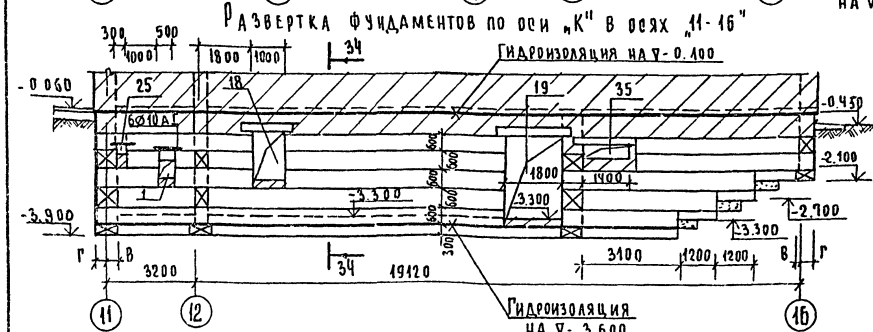 Развертка фундаментов по оси „К" в осях „11-16"
НА
300 500
1000 1800 1000
34
Гидроизоляция на ∇-0.100
-0.060
25
18
19
35
-0.450
6Ø10АГ
600
600
600
600
600
300
1
1800
1400
-2.100
-3.300
-3.300
-2.700
-3.900
-3.300
Г В
34
3100 1200 1200
В Г
3200
19120
11
12
16
Гидроизоляция
на ∇-3.600